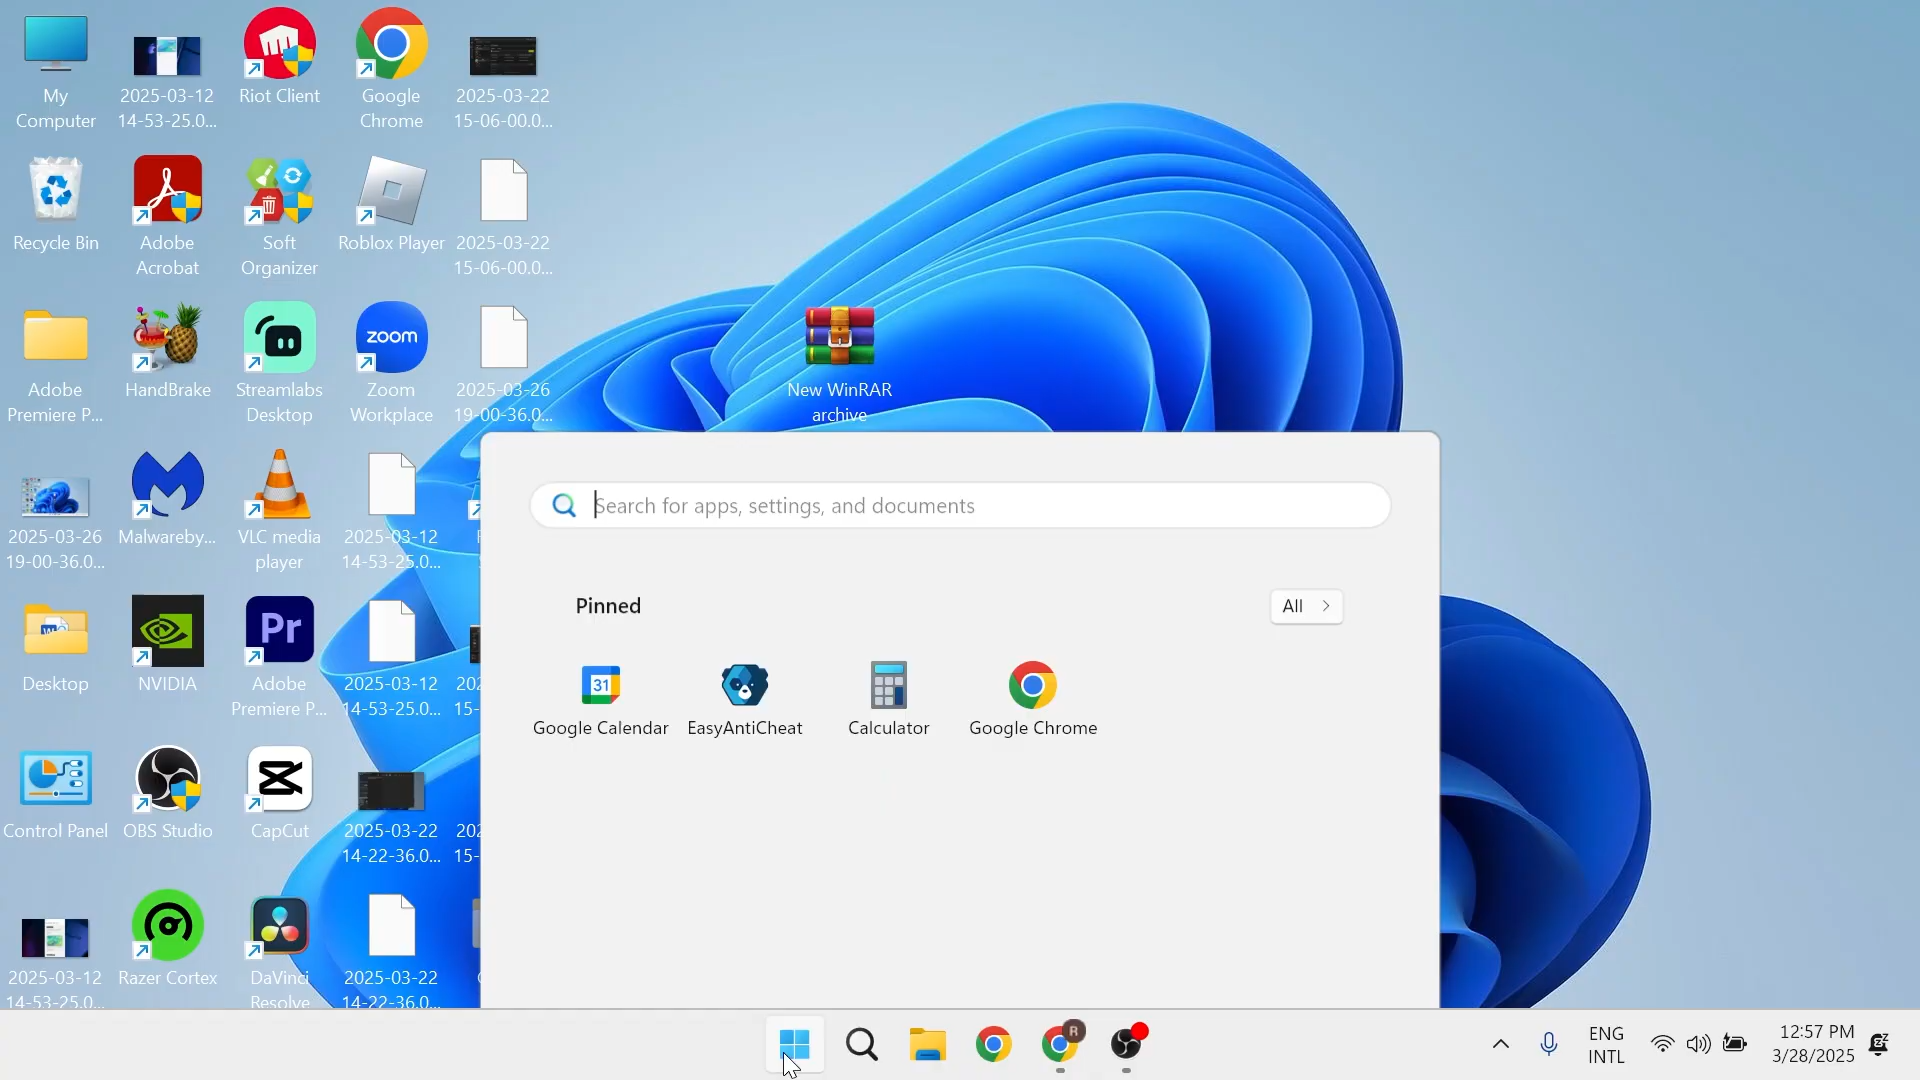 My
Computer
2025-03-12
14-53-25.0...
Riot Client
Google
Chrome
2025-03-22
15-06-00.0...
Recycle Bin
Adobe
Acrobat
Soft
Organizer
Roblox Player
2025-03-22
15-06-00.0...
Adobe
Premiere P...
HandBrake
Streamlabs
Desktop
zoom
Zoom
Workplace
2025-03-26
19-00-36.0...
New WinRAR
archive
2025-03-26
19-00-36.0...
Malwareby...
VLC media
player
2025-03-12
14-53-25.0...
Search for apps, settings, and documents
Pinned
All
Desktop
NVIDIA
Pr
Adobe
Premiere P...
2025-03-12
14-53-25.0...
31
Google Calendar
EasyAntiCheat
Calculator
Google Chrome
Control Panel
OBS Studio
CapCut
2025-03-22
14-22-36.0...
2025-03-12
14-53-25.0...
Razer Cortex
DaVinci
Resolve
2025-03-22
14-22-36.0...
R
ENG
INTL
12:57 PM
3/28/2025